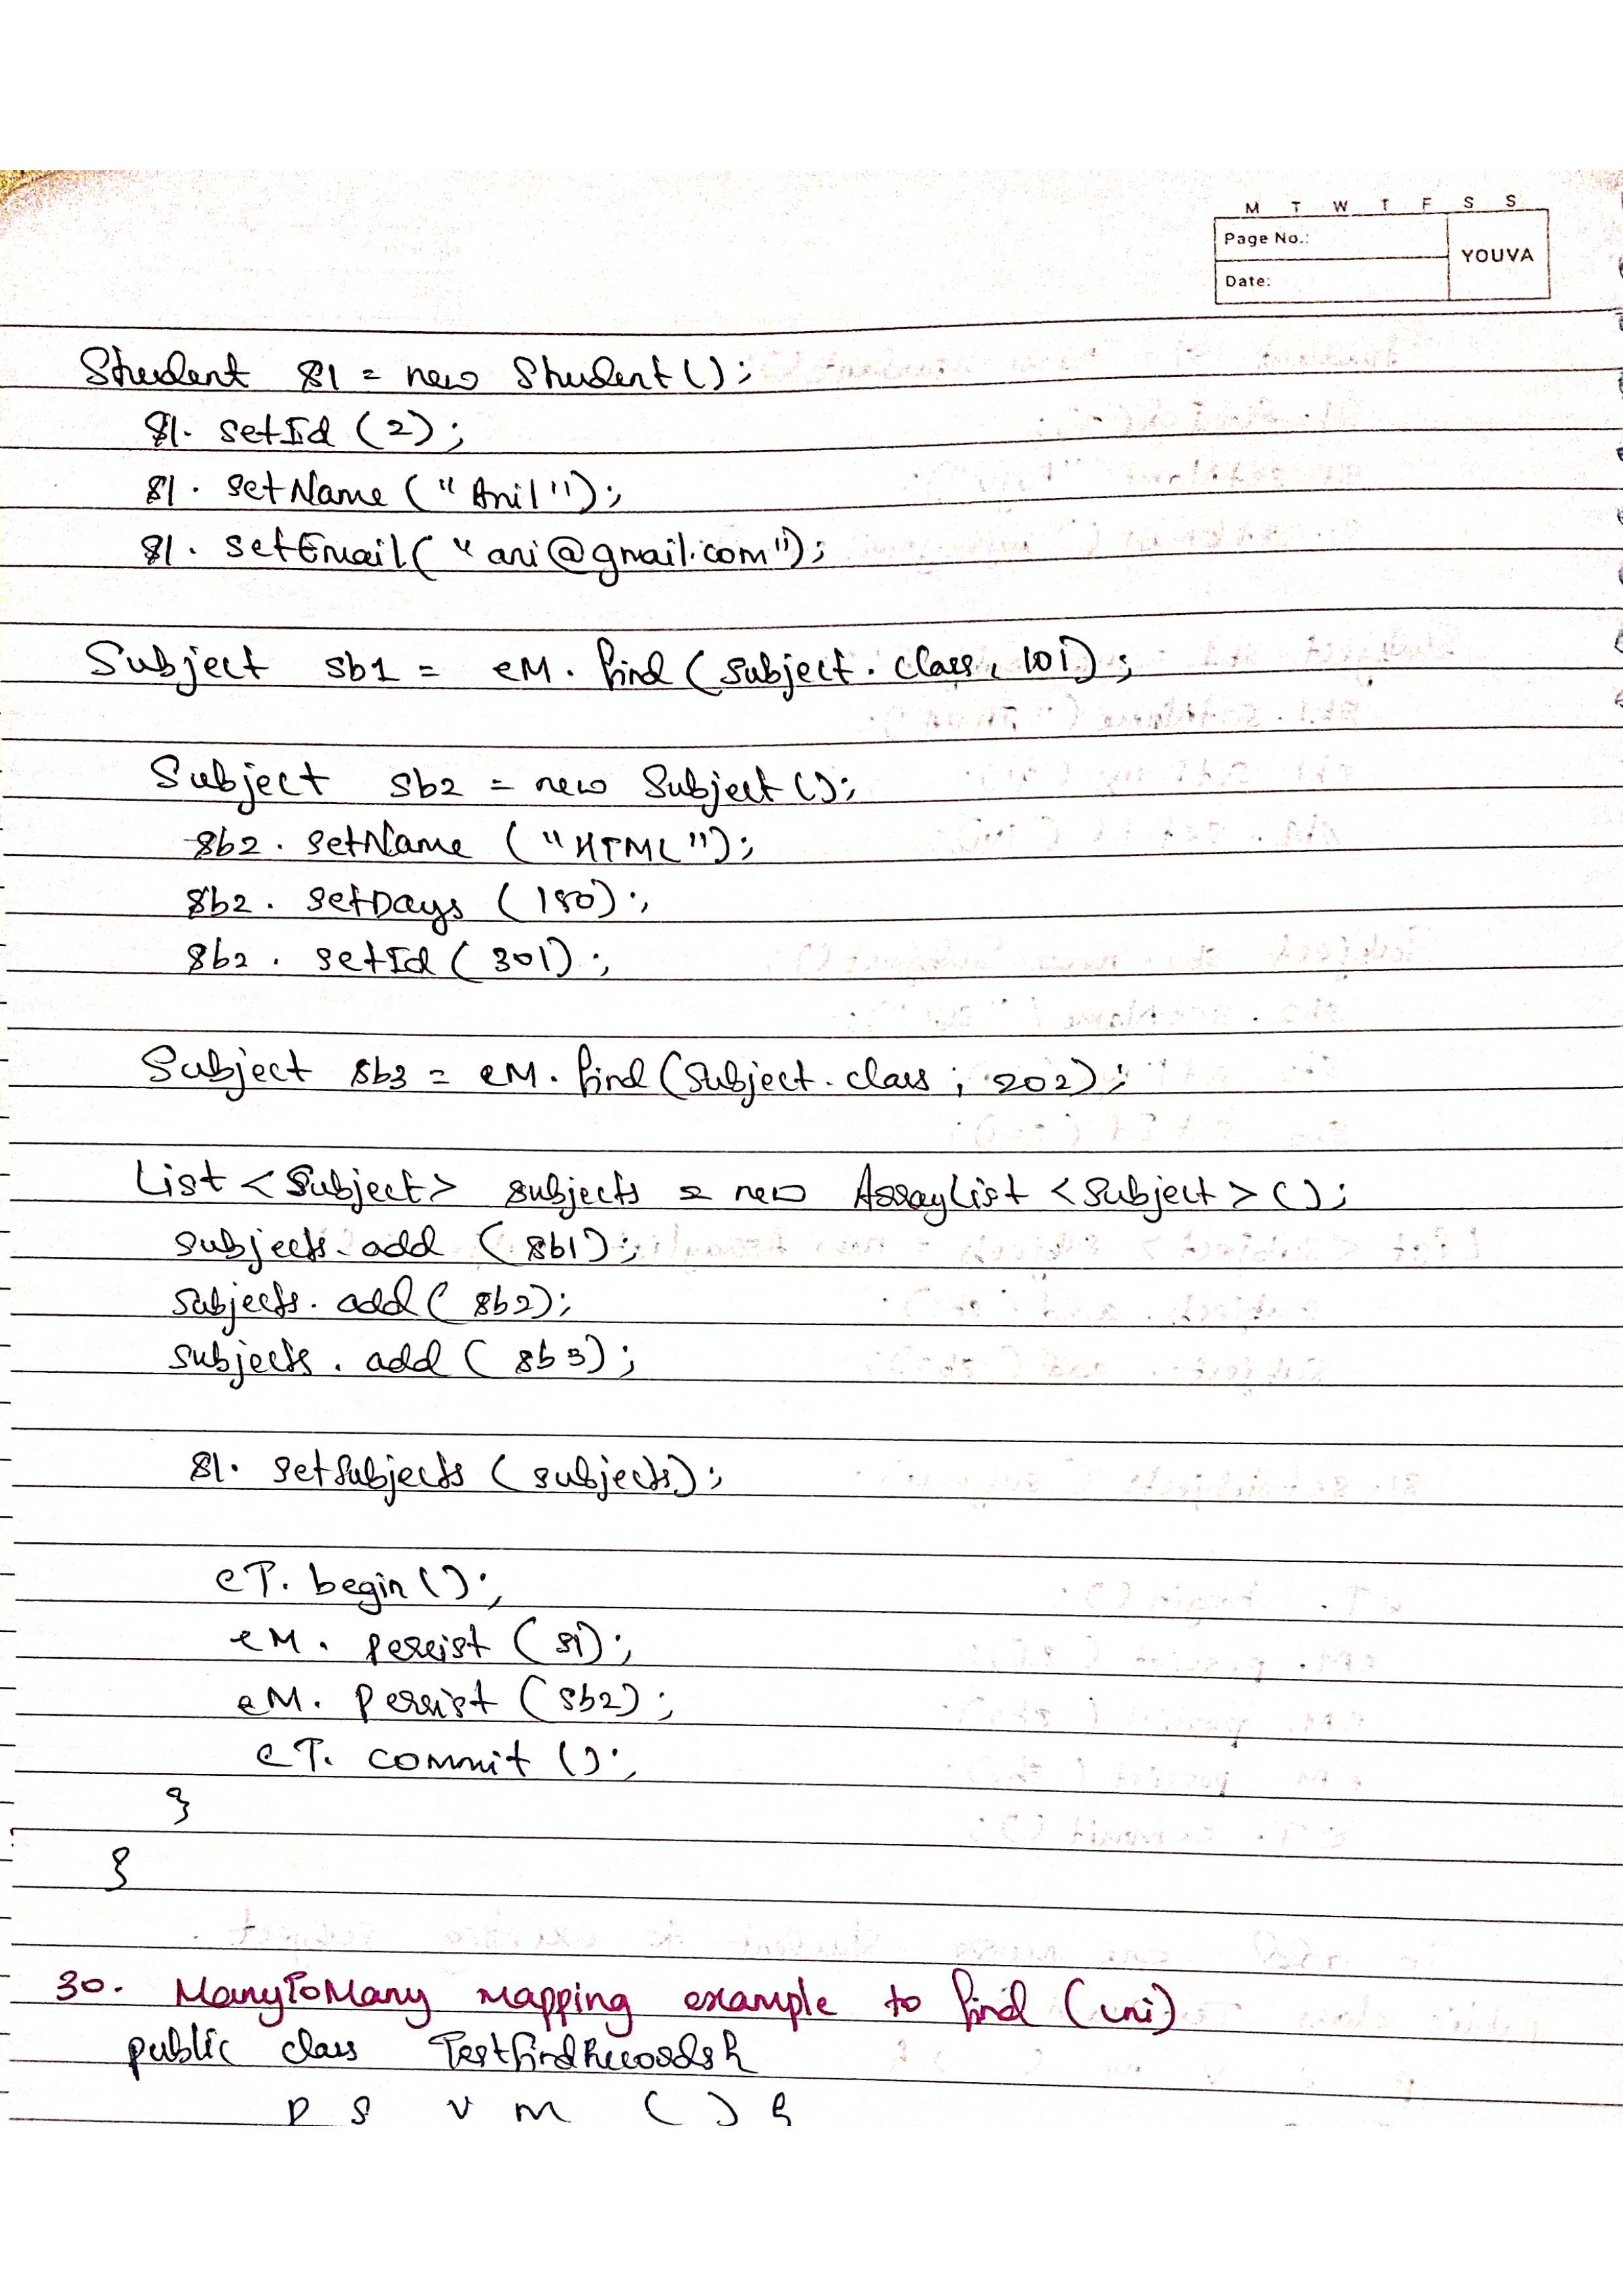 M T W T F S S
Page No.:
YOUVA
Date:
Student s1 = new Student();
s1. setId (2);
s1. setName ("Anil");
s1. setEmail( "ani@gmail.com");
Subject sb1 = eM. find (subject. class, 101);
Subject sb2 = new Subject ();
sb2. setName ("HTML");
sb2. setDays (180);
sb2. setId (301);
Subject sb3 = eM. find (subject. class, 202);
List <Subject> subjects = new ArrayList <subject> ();
subjects. add (sb1);
subjects. add ( sb2);
subjects. add ( sb3);
s1. setSubjects (subjects);
eT. begin ();
eM. persist (s1);
eM. persist (sb2);
eT. commit ();
}
}
30. ManyToMany mapping example to find (uni)
public class TestfindRecords{
p s v m ( ) {